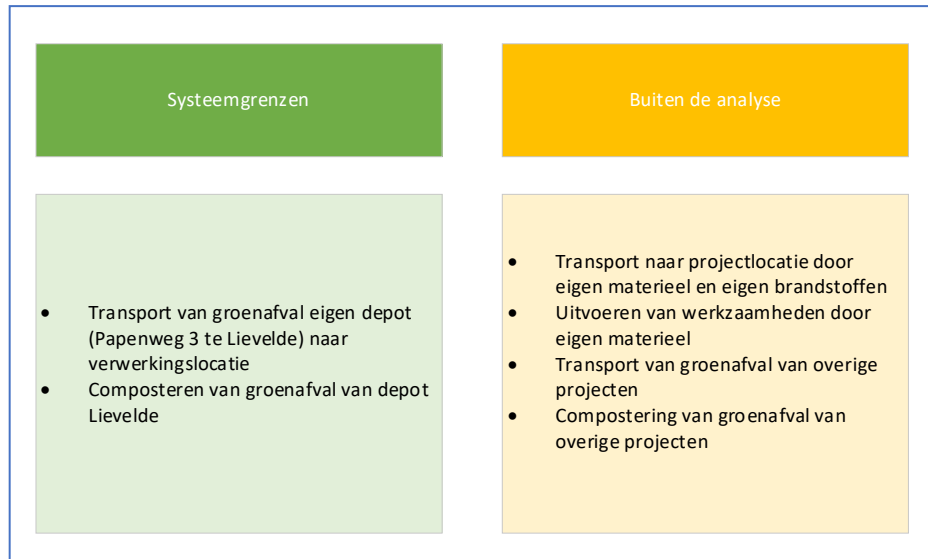 Systeemgrenzen
Buiten de analyse
• Transport van groenafval eigen depot
(Papenweg 3 te Lievelde) naar
verwerkingslocatie
• Composteren van groenafval van depot
Lievelde
• Transport naar projectlocatie door
eigen materieel en eigen brandstoffen
• Uitvoeren van werkzaamheden door
eigen materieel
• Transport van groenafval van overige
projecten
• Compostering van groenafval van
overige projecten